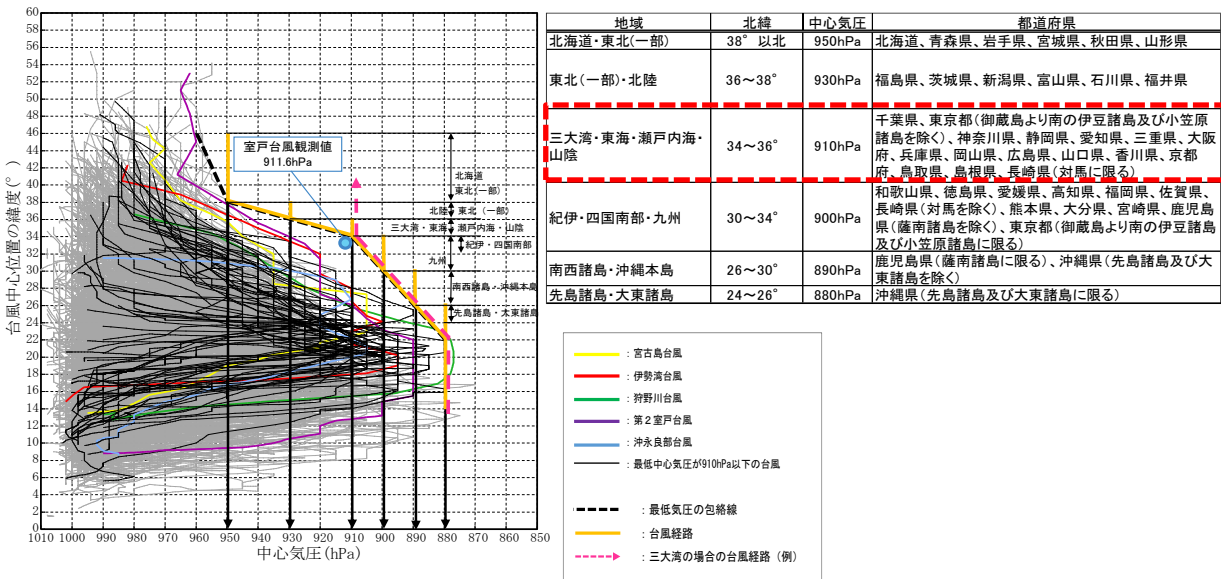 台風中心位置の緯度(°)
60
58
56
54
52
50
48
46
44
42
40
38
36
34
32
30
28
26
24
22
20
18
16
14
12
10
8
6
4
2
0
1010 1000 990 980 970 960 950 940 930 920 910 900 890 880 870 860 850
中心気圧(hPa)
室戸台風観測値
911.6hPa
北海道
東北(一部)
北陸・東北(一部)
三大湾・東海・瀬戸内海・山陰
紀伊・四国南部
九州
南西諸島・沖縄本島
先島諸島・大東諸島
地域 北緯 中心気圧 都道府県
北海道・東北(一部) 38° 以北 950hPa 北海道、青森県、岩手県、宮城県、秋田県、山形県
東北(一部)・北陸 36～38° 930hPa 福島県、茨城県、新潟県、富山県、石川県、福井県
三大湾・東海・瀬戸内海・
山陰
34～36° 910hPa
千葉県、東京都(御蔵島より南の伊豆諸島及び小笠原
諸島を除く)、神奈川県、静岡県、愛知県、三重県、大阪
府、兵庫県、岡山県、広島県、山口県、香川県、京都
府、鳥取県、島根県、長崎県(対馬に限る)
紀伊・四国南部・九州 30～34° 900hPa
和歌山県、徳島県、愛媛県、高知県、福岡県、佐賀県、
長崎県(対馬を除く)、熊本県、大分県、宮崎県、鹿児島
県(薩南諸島を除く)、東京都(御蔵島より南の伊豆諸島
及び小笠原諸島に限る)
南西諸島・沖縄本島 26～30° 890hPa
鹿児島県(薩南諸島に限る)、沖縄県(先島諸島及び大
東諸島を除く)
先島諸島・大東諸島 24～26° 880hPa 沖縄県(先島諸島及び大東諸島に限る)
：宮古島台風
：伊勢湾台風
：狩野川台風
：第２室戸台風
：沖永良部台風
：最低中心気圧が910hPa以下の台風
：最低気圧の包絡線
：台風経路
：三大湾の場合の台風経路（例）